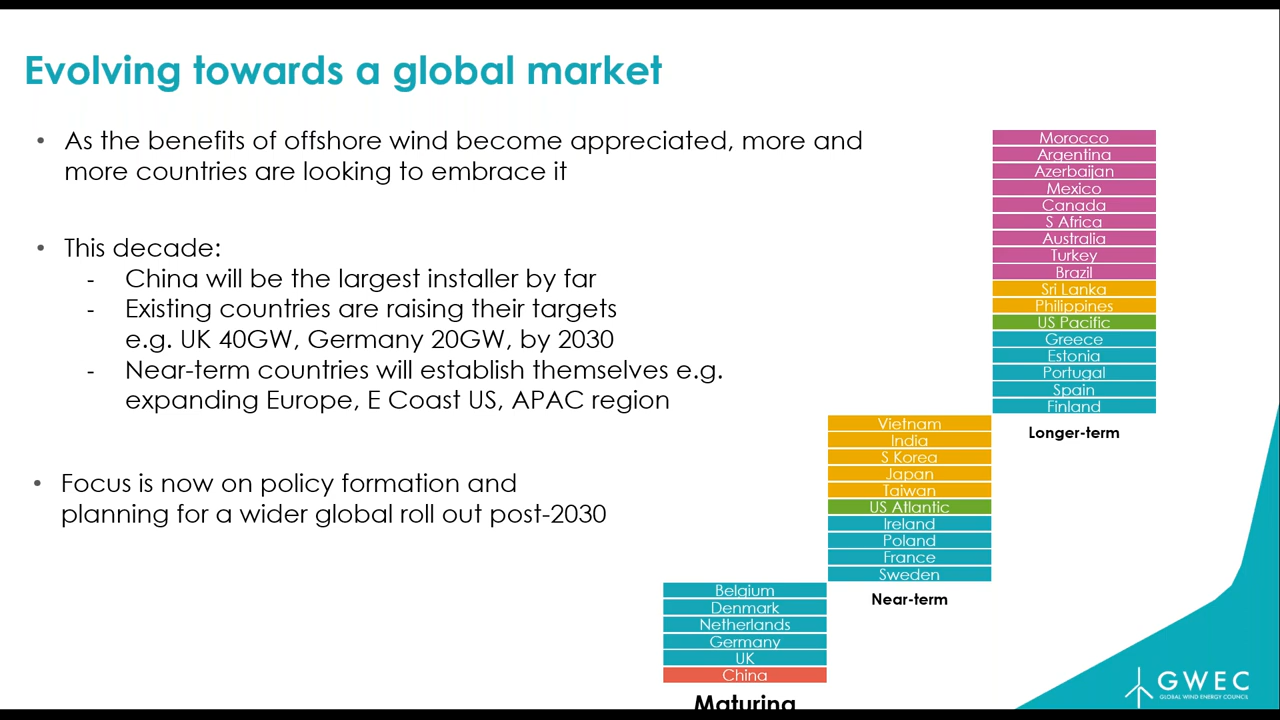 Evolving towards a global market
• As the benefits of offshore wind become appreciated, more and
more countries are looking to embrace it
• This decade:
- China will be the largest installer by far
- Existing countries are raising their targets
e.g. UK 40GW, Germany 20GW, by 2030
- Near-term countries will establish themselves e.g.
expanding Europe, E Coast US, APAC region
• Focus is now on policy formation and
planning for a wider global roll out post-2030
Morocco
Argentina
Azerbaijan
Mexico
Canada
S Africa
Australia
Turkey
Brazil
Sri Lanka
Philippines
US Pacific
Greece
Estonia
Portugal
Spain
Finland
Longer-term
Vietnam
India
S Korea
Japan
Taiwan
US Atlantic
Ireland
Poland
France
Sweden
Near-term
Belgium
Denmark
Netherlands
Germany
UK
China
Maturing
GWEC
GLOBAL WIND ENERGY COUNCIL